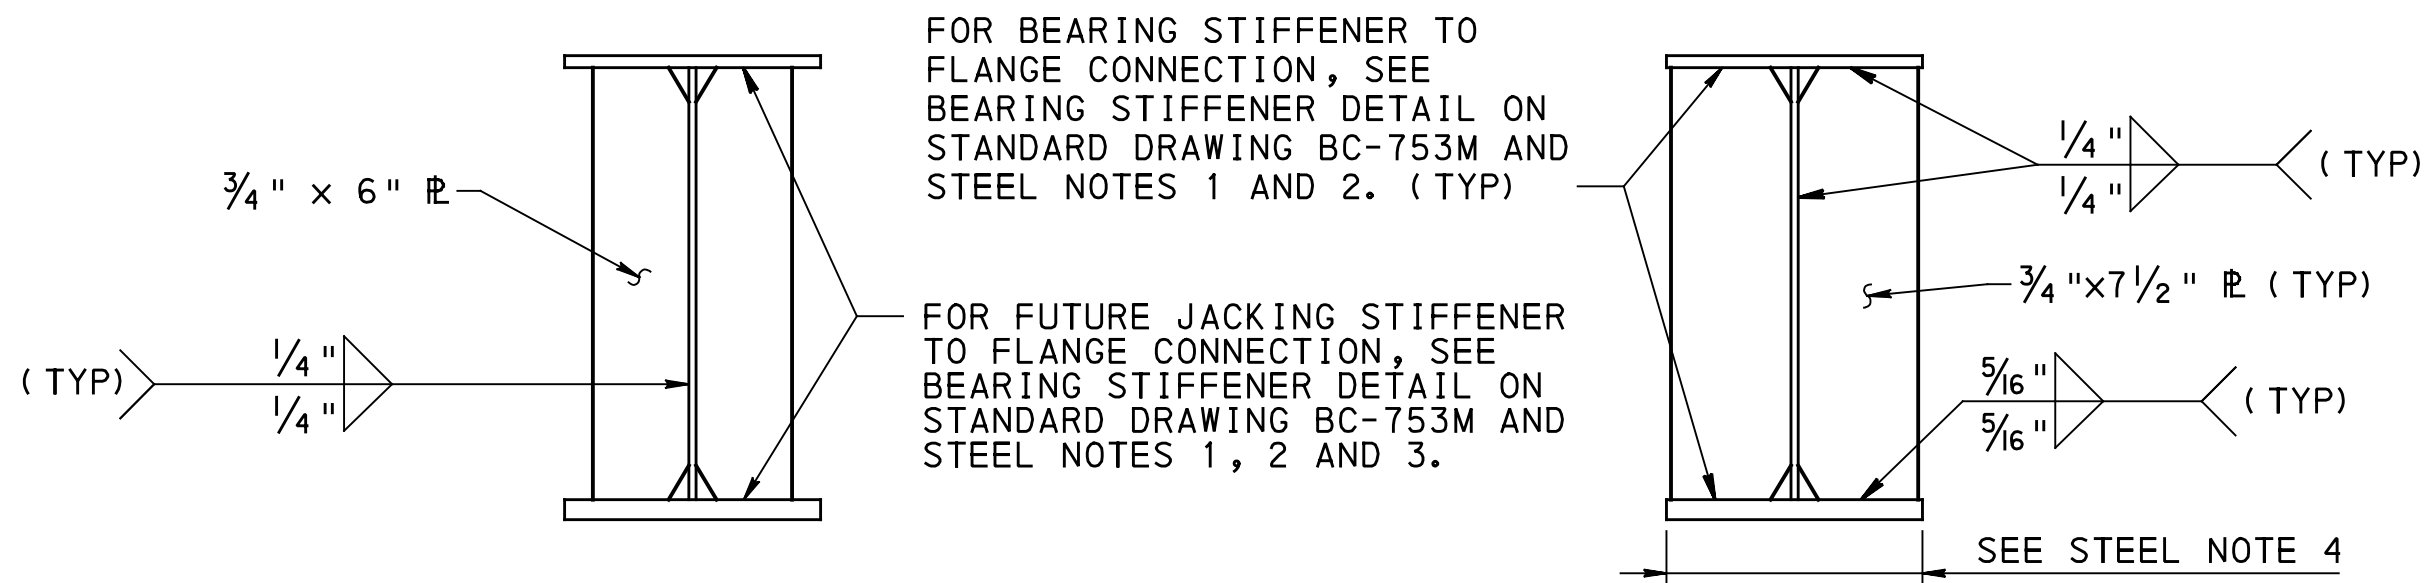 3/4" x 6" ℄
(TYP)
1/4"
1/4"
FOR BEARING STIFFENER TO
FLANGE CONNECTION, SEE
BEARING STIFFENER DETAIL ON
STANDARD DRAWING BC-753M AND
STEEL NOTES 1 AND 2. (TYP)
FOR FUTURE JACKING STIFFENER
TO FLANGE CONNECTION, SEE
BEARING STIFFENER DETAIL ON
STANDARD DRAWING BC-753M AND
STEEL NOTES 1, 2 AND 3.
1/4"
1/4"
(TYP)
3/4"x7 1/2" ℄ (TYP)
5/16"
5/16"
(TYP)
SEE STEEL NOTE 4